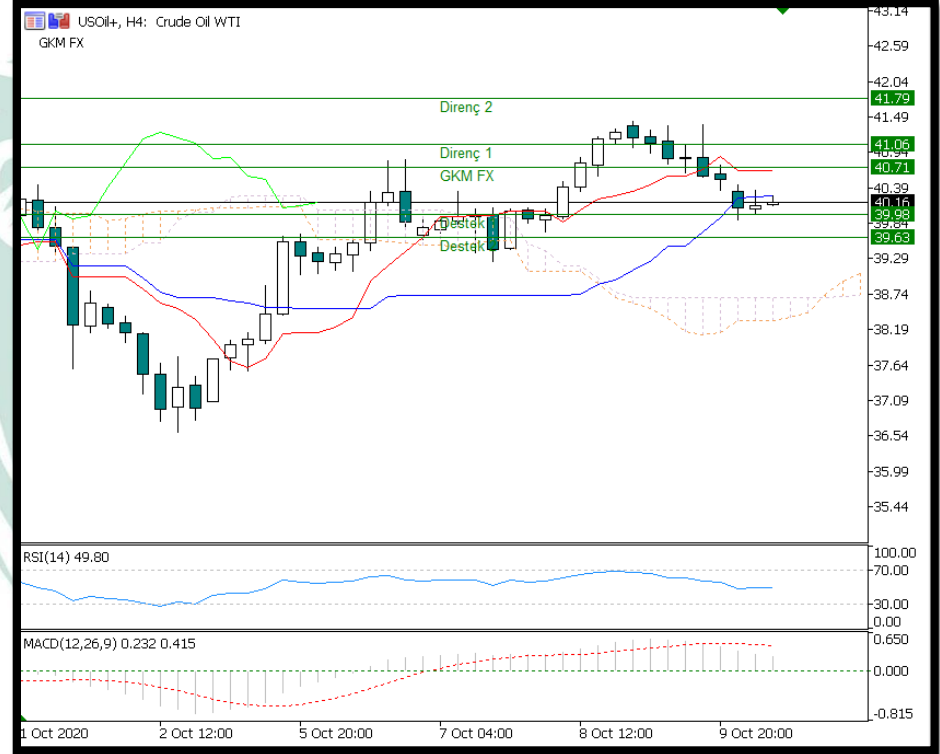 USOil+, H4: Crude Oil WTI
GKM FX
43.14
42.59
42.04
41.79
Direnç 2
41.49
41.06
40.94
Direnç 1
40.71
GKM FX
40.39
40.16
39.98
39.84
Destek
39.63
Destek
39.29
38.74
38.19
37.64
37.09
36.54
35.99
35.44
RSI(14) 49.80
100.00
70.00
30.00
0.00
MACD(12,26,9) 0.232 0.415
0.650
0.000
-0.815
1 Oct 2020 2 Oct 12:00 5 Oct 20:00 7 Oct 04:00 8 Oct 12:00 9 Oct 20:00